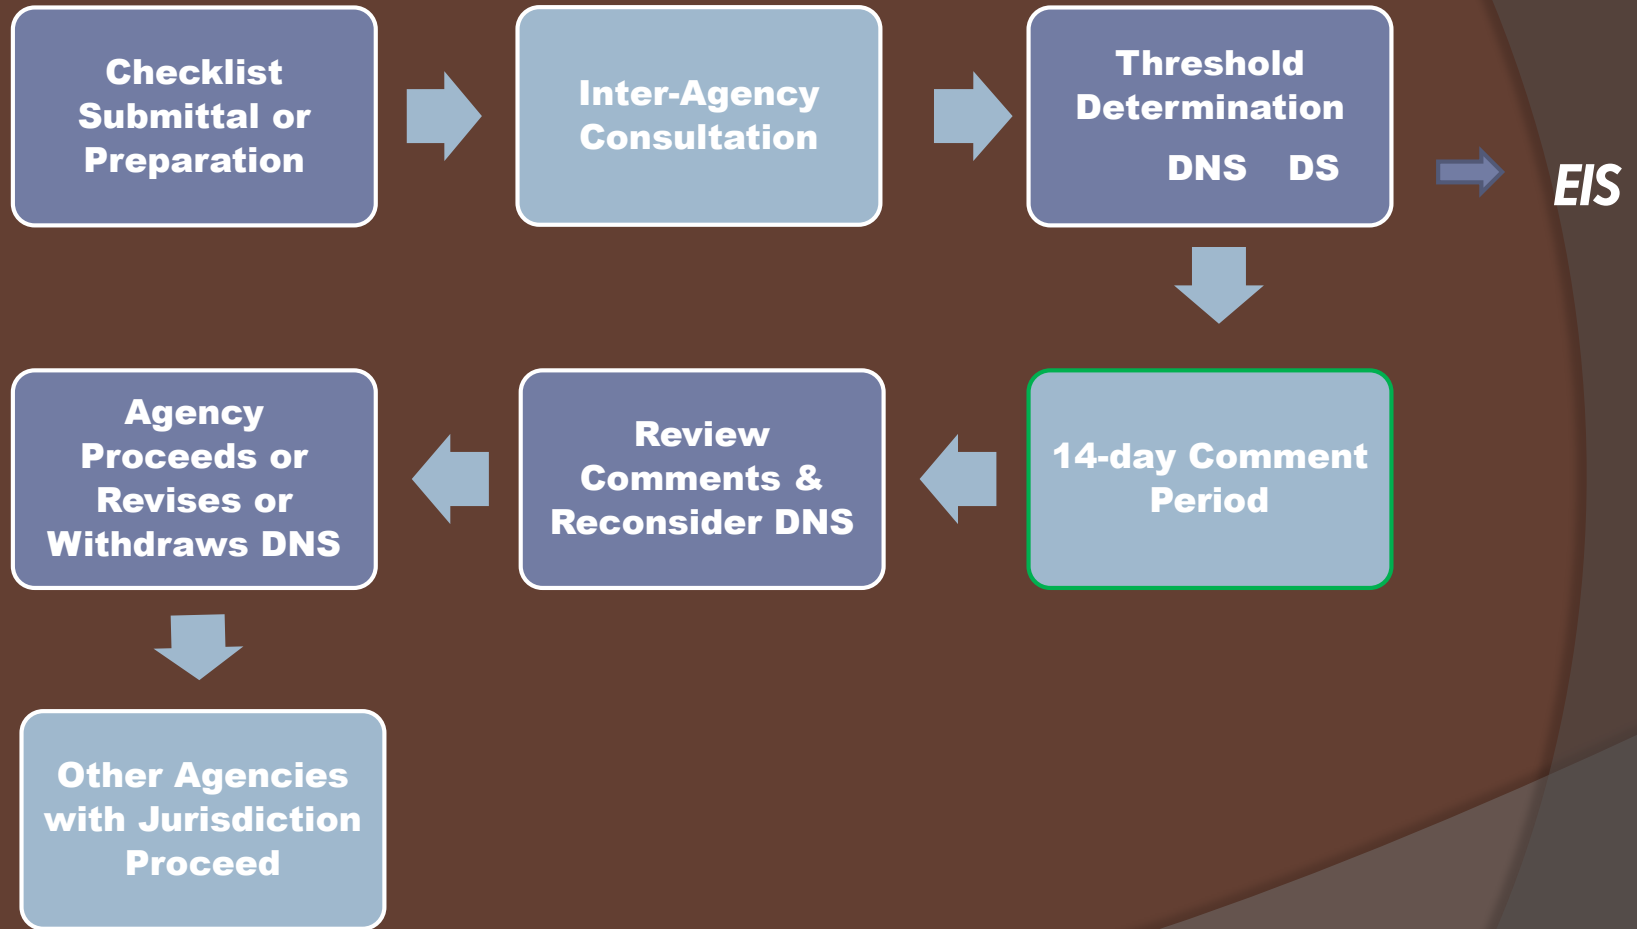 Checklist
Submittal or
Preparation
Inter-Agency
Consultation
Threshold
Determination
DNS DS
EIS
14-day Comment
Period
Review
Comments &
Reconsider DNS
Agency
Proceeds or
Revises or
Withdraws DNS
Other Agencies
with Jurisdiction
Proceed